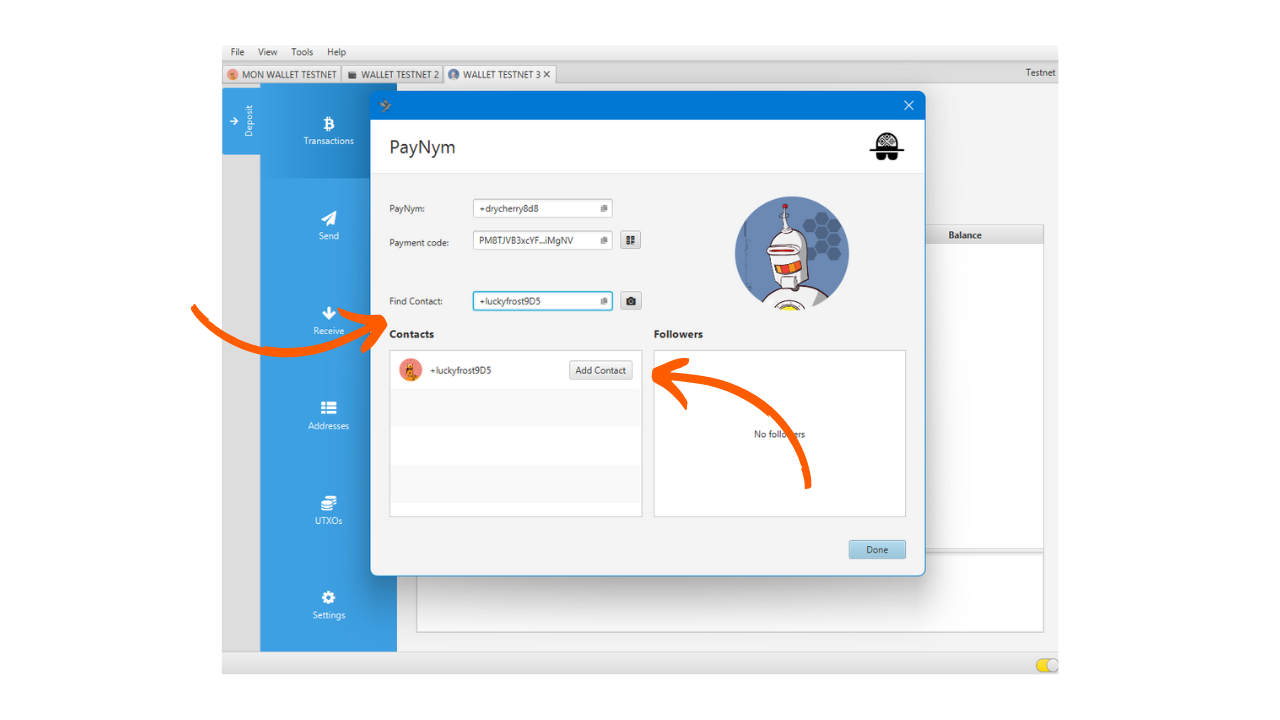 File View Tools Help
MON WALLET TESTNET WALLET TESTNET 2 WALLET TESTNET 3 Testnet
Deposit
Transactions
Send
Receive
Addresses
UTXOs
Settings
PayNym
PayNym: +drycherry8d8
Payment code: PM8TJVB3xcYF...iMgNV
Find Contact: +luckyfrost9D5
Contacts Followers
+luckyfrost9D5 Add Contact
No followers
Done
Balance